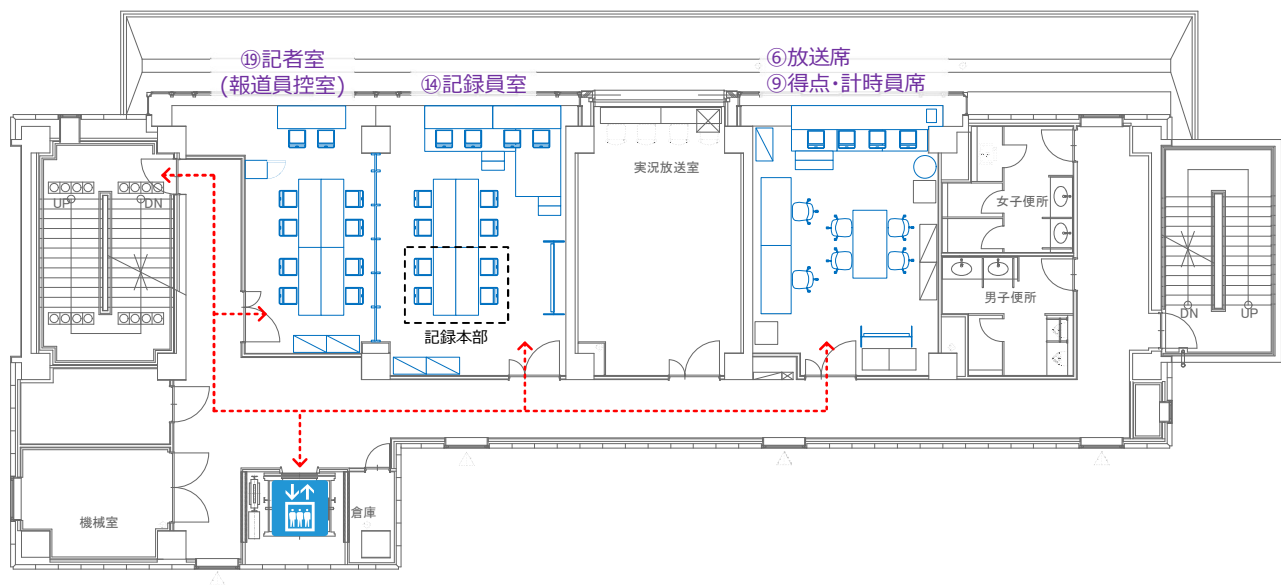 ⑲記者室
(報道員控室)
⑭記録員室
⑥放送席
⑨得点・計時員席
実況放送室
女子便所
男子便所
UP
DN
DN
UP
記録本部
機械室
倉庫